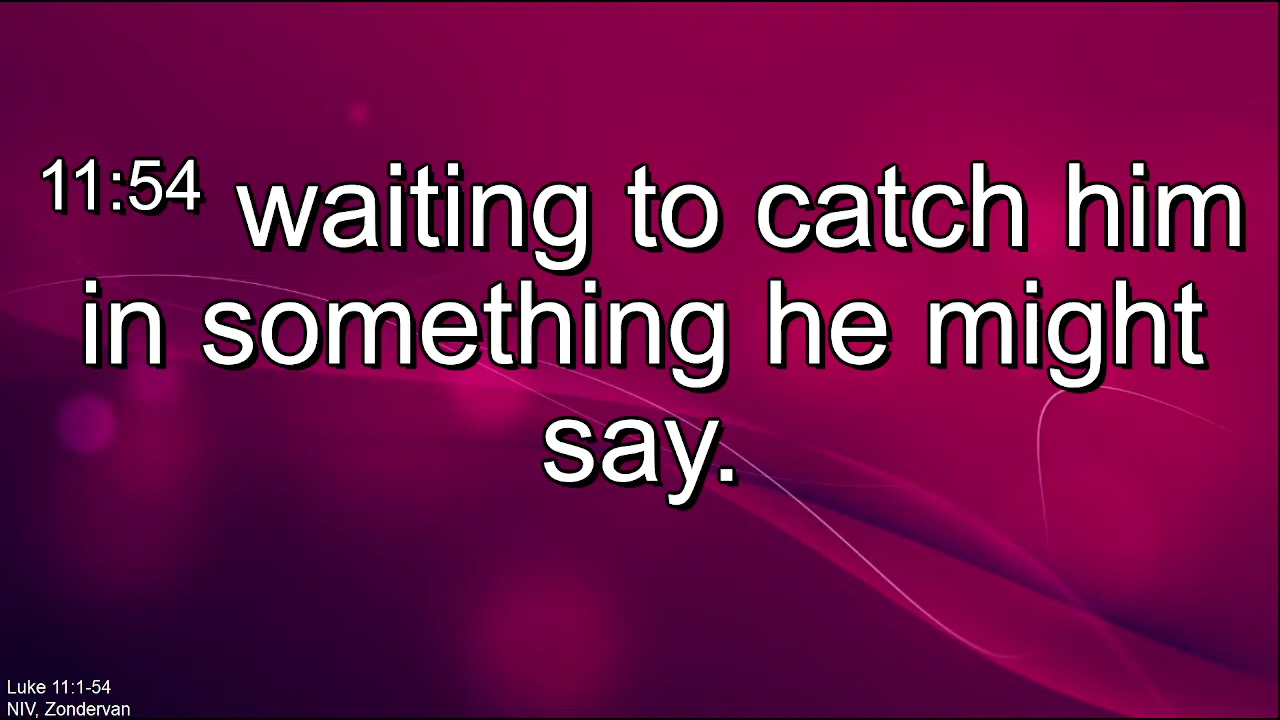 11:54 waiting to catch him
in something he might
say.
Luke 11:1-54
NIV, Zondervan